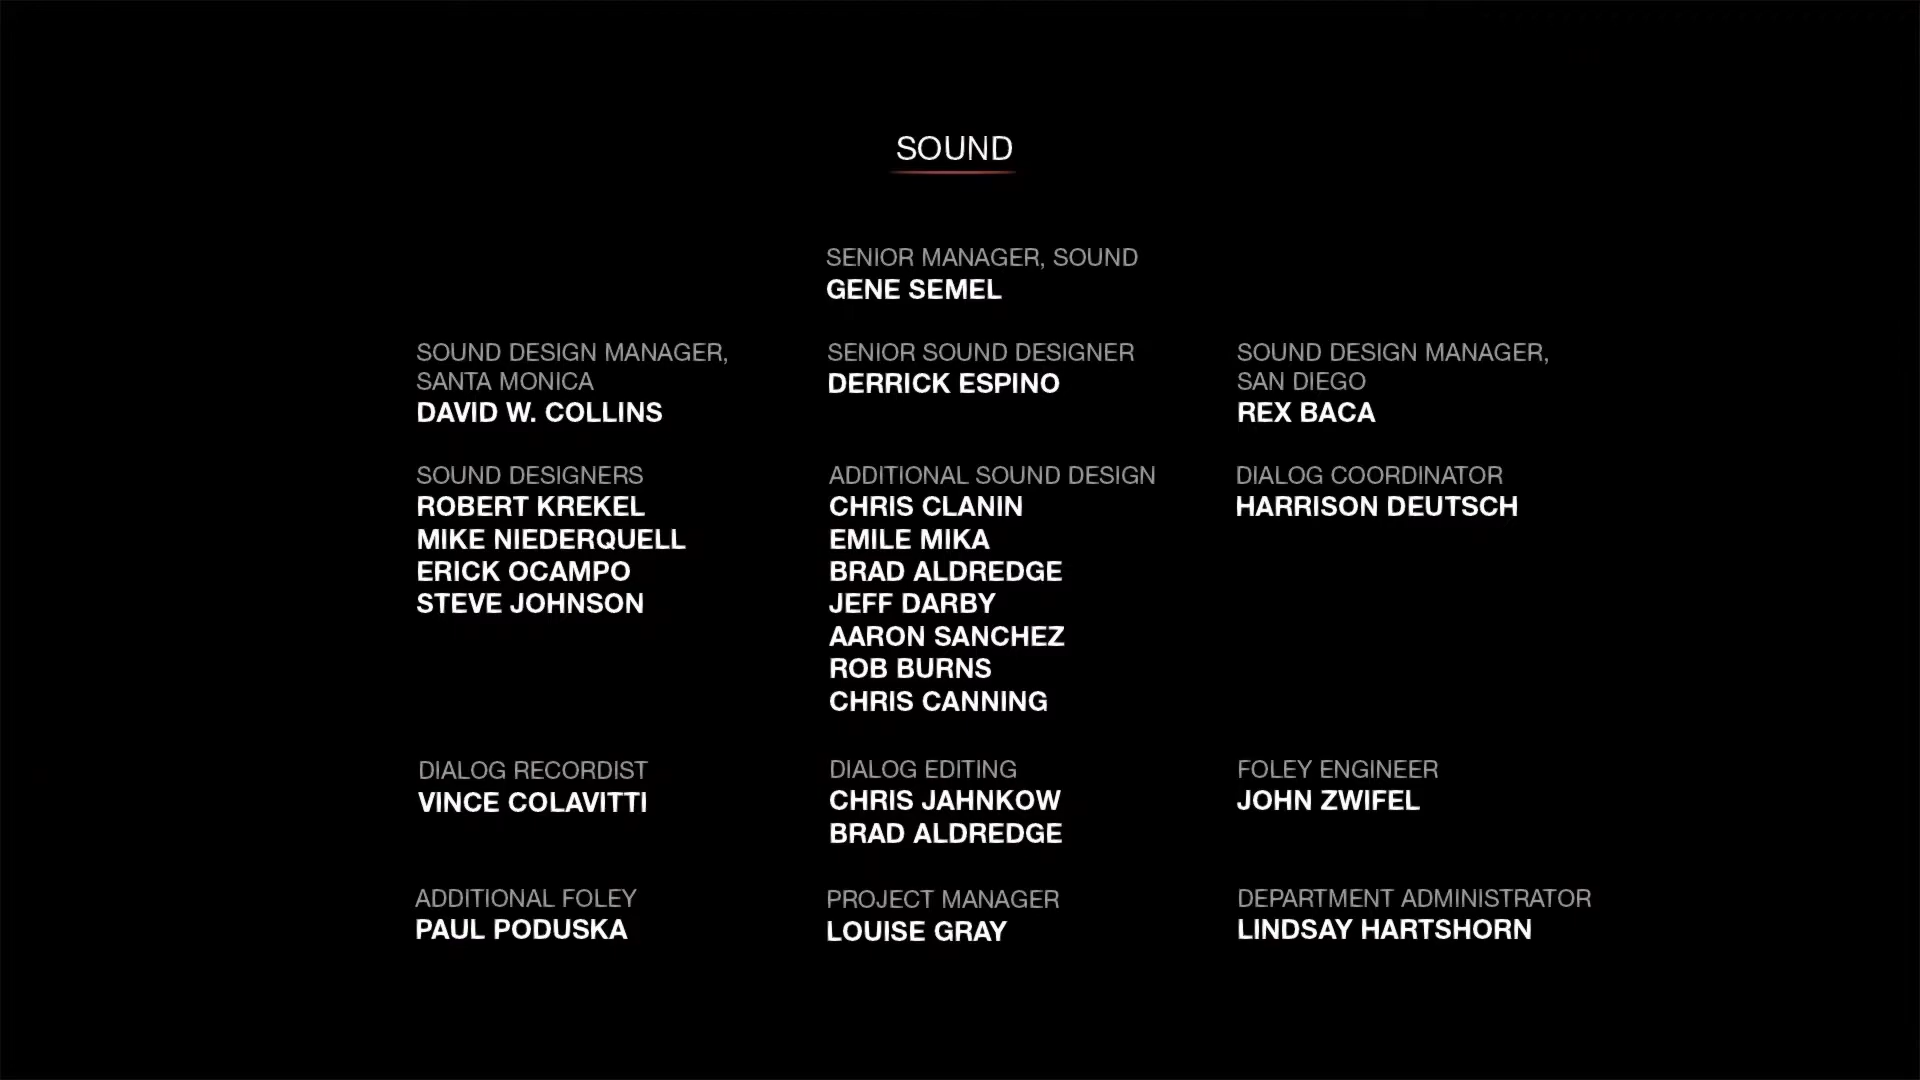 SOUND
SENIOR MANAGER, SOUND
GENE SEMEL
SOUND DESIGN MANAGER,
SANTA MONICA
DAVID W. COLLINS
SENIOR SOUND DESIGNER
DERRICK ESPINO
SOUND DESIGN MANAGER,
SAN DIEGO
REX BACA
SOUND DESIGNERS
ROBERT KREKEL
MIKE NIEDERQUELL
ERICK OCAMPO
STEVE JOHNSON
ADDITIONAL SOUND DESIGN
CHRIS CLANIN
EMILE MIKA
BRAD ALDREDGE
JEFF DARBY
AARON SANCHEZ
ROB BURNS
CHRIS CANNING
DIALOG COORDINATOR
HARRISON DEUTSCH
DIALOG RECORDIST
VINCE COLAVITTI
DIALOG EDITING
CHRIS JAHNKOW
BRAD ALDREDGE
FOLEY ENGINEER
JOHN ZWIFEL
ADDITIONAL FOLEY
PAUL PODUSKA
PROJECT MANAGER
LOUISE GRAY
DEPARTMENT ADMINISTRATOR
LINDSAY HARTSHORN